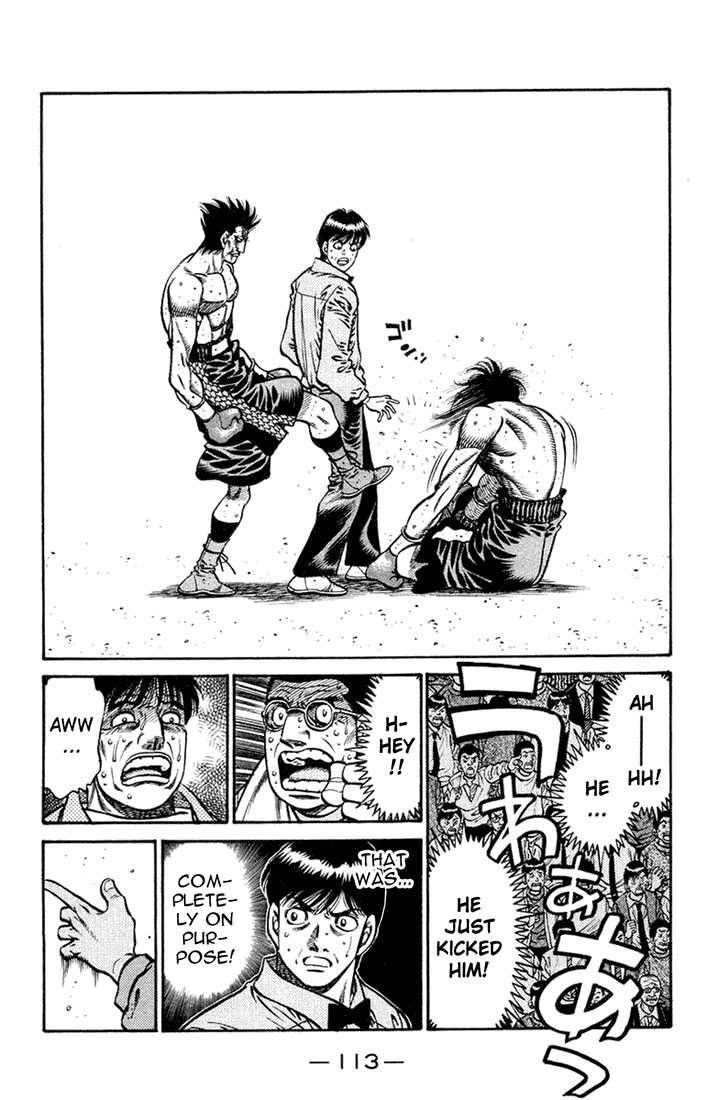 ゴンッ
AH
—
HH!
HE
...
HE
JUST
KICKED
HIM!
うわぁあっ
H-
HEY
!!
AWW
...
THAT
WAS...
COM-
PLETE-
LY ON
PUR-
POSE!
—113—